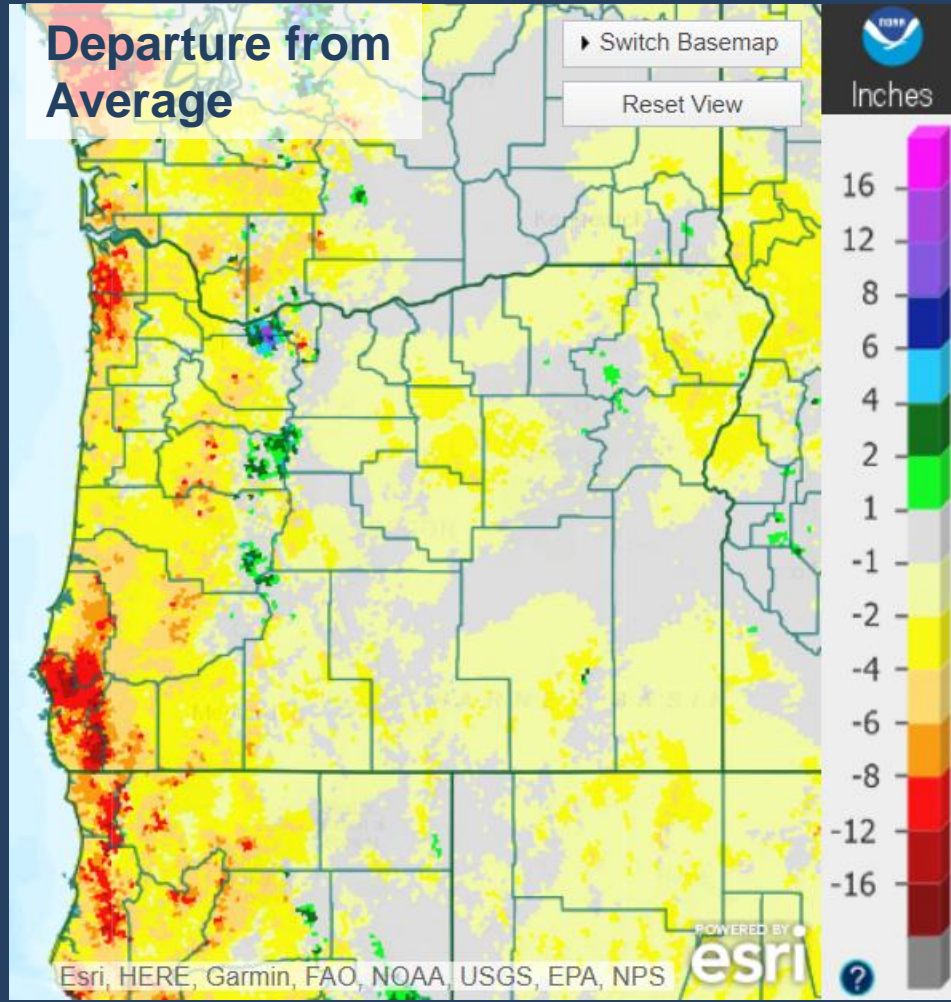 Departure from
Average
Switch Basemap
Reset View
NOAA
Inches
16
12
8
6
4
2
1
-1
-2
-4
-6
-8
-12
-16
POWERED BY
esri
Esri, HERE, Garmin, FAO, NOAA, USGS, EPA, NPS
?